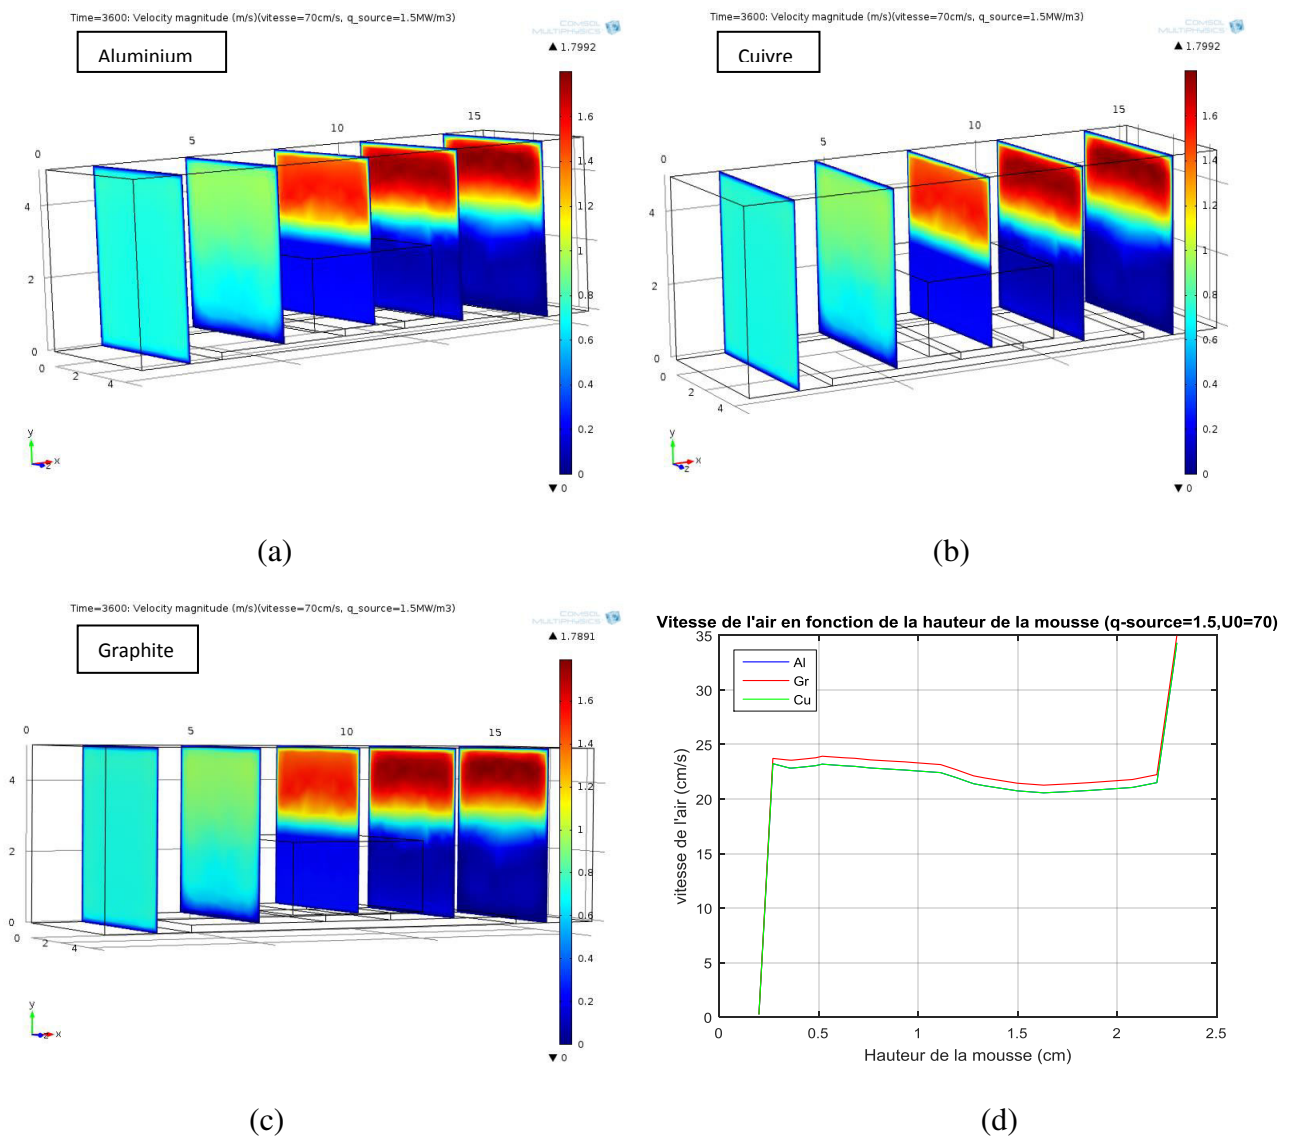 Time=3600: Velocity magnitude (m/s)(vitesse=70cm/s, q_source=1.5MW/m3)
COMSOL
MULTIPHYSICS
Aluminium
▲ 1.7992
1.6
1.4
1.2
1
0.8
0.6
0.4
0.2
0
▼ 0
0
5
10
15
4
2
0
0
2
4
y
x
z
(a)
Time=3600: Velocity magnitude (m/s)(vitesse=70cm/s, q_source=1.5MW/m3)
COMSOL
MULTIPHYSICS
Cuivre
▲ 1.7992
1.6
1.4
1.2
1
0.8
0.6
0.4
0.2
0
▼ 0
0
5
10
15
4
2
0
0
2
4
y
x
z
(b)
Time=3600: Velocity magnitude (m/s)(vitesse=70cm/s, q_source=1.5MW/m3)
COMSOL
MULTIPHYSICS
Graphite
▲ 1.7891
1.6
1.4
1.2
1
0.8
0.6
0.4
0.2
0
▼ 0
0
5
10
15
4
2
0
0
2
4
y
z
x
(c)
Vitesse de l'air en fonction de la hauteur de la mousse (q-source=1.5,U0=70)
35
30
25
20
15
10
5
0
vitesse de l'air (cm/s)
Al
Gr
Cu
0
0.5
1
1.5
2
2.5
Hauteur de la mousse (cm)
(d)